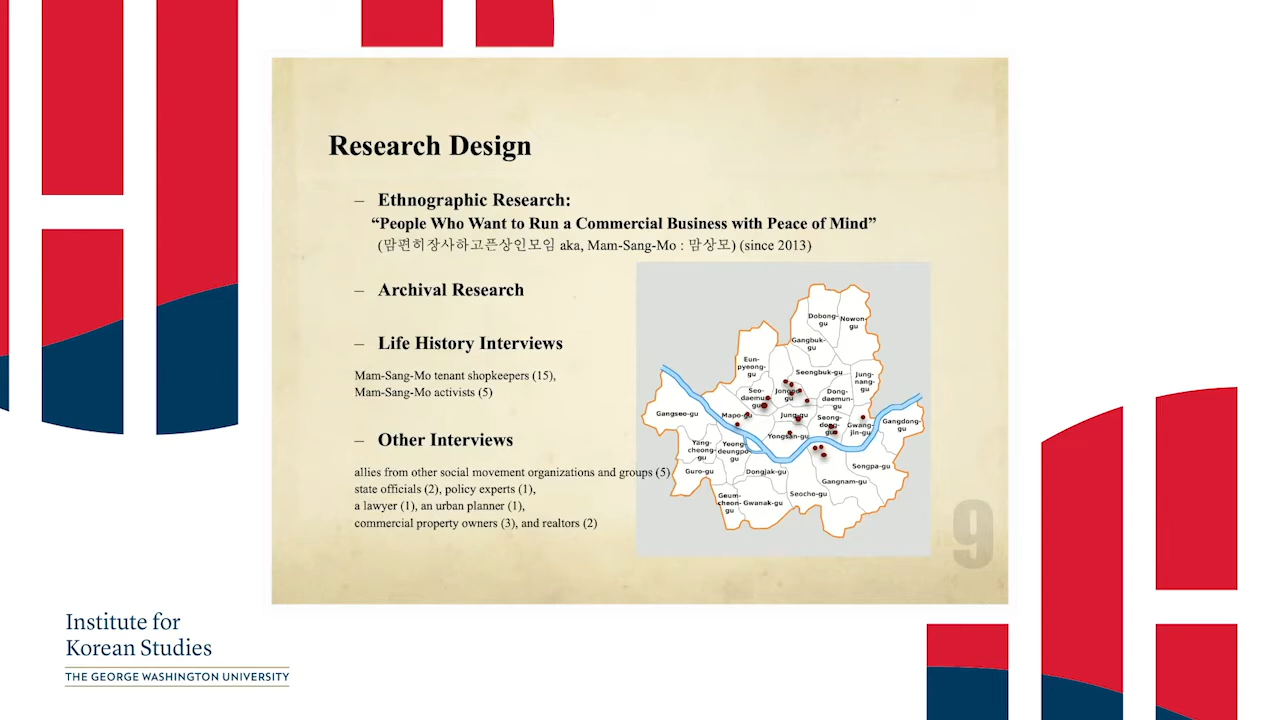 Research Design
– Ethnographic Research:
“People Who Want to Run a Commercial Business with Peace of Mind”
(맘편히장사하고픈상인모임 aka, Mam-Sang-Mo : 맘상모) (since 2013)
– Archival Research
– Life History Interviews
Mam-Sang-Mo tenant shopkeepers (15),
Mam-Sang-Mo activists (5)
– Other Interviews
allies from other social movement organizations and groups (5)
state officials (2), policy experts (1),
a lawyer (1), an urban planner (1),
commercial property owners (3), and realtors (2)
Dobong-
gu
Nowon-
gu
Gangbuk-
gu
Eun-
pyeong-
gu
Seongbuk-gu
Jung-
nang-
gu
Seo-
daemun-
gu
Jongno-
gu
Dong-
daemun-
gu
Gangseo-gu
Mapo-gu
Jung-gu
Seong-
dong-
gu
Gwang-
jin-gu
Gangdong-
gu
Yongsan-gu
Yang-
cheong-
gu
Yeong-
deungpo-
gu
Guro-gu
Dongjak-gu
Songpa-gu
Gangnam-gu
Geum-
cheon-
gu
Gwanak-gu
Seocho-gu
9
Institute for
Korean Studies
THE GEORGE WASHINGTON UNIVERSITY